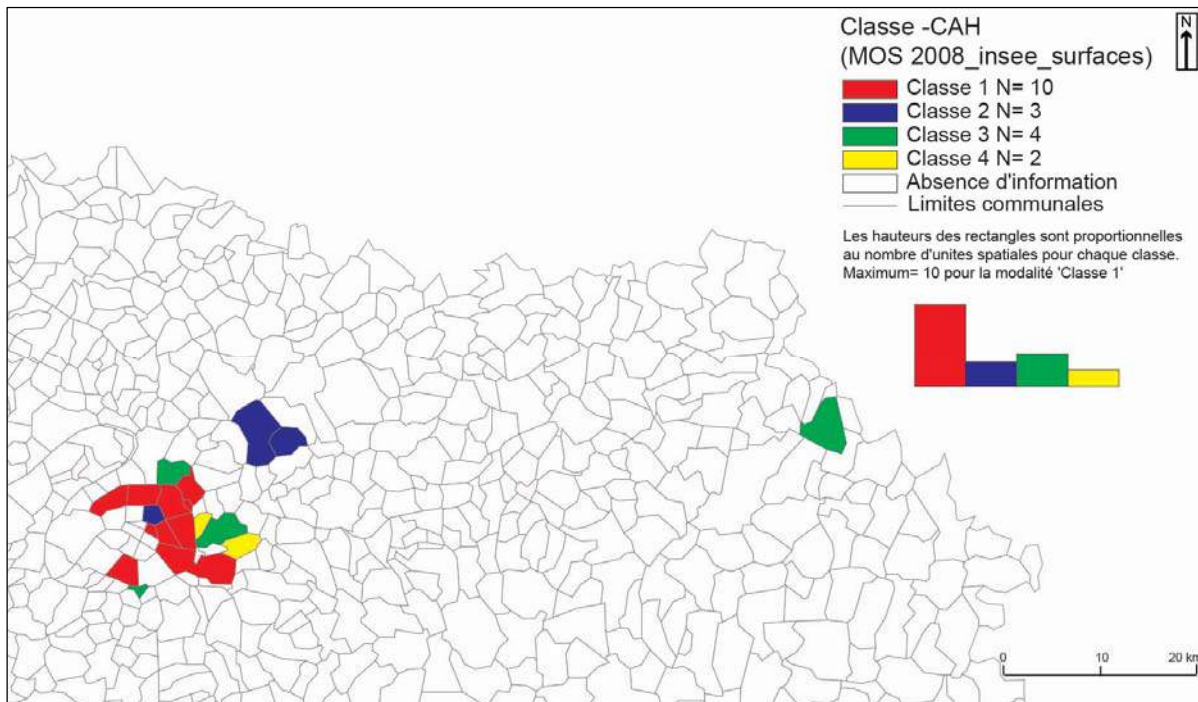 Classe -CAH
(MOS 2008_insee_surfaces)
N
Classe 1 N= 10
Classe 2 N= 3
Classe 3 N= 4
Classe 4 N= 2
Absence d'information
Limites communales
Les hauteurs des rectangles sont proportionnelles
au nombre d'unites spatiales pour chaque classe.
Maximum= 10 pour la modalité 'Classe 1'
0 10 20 km